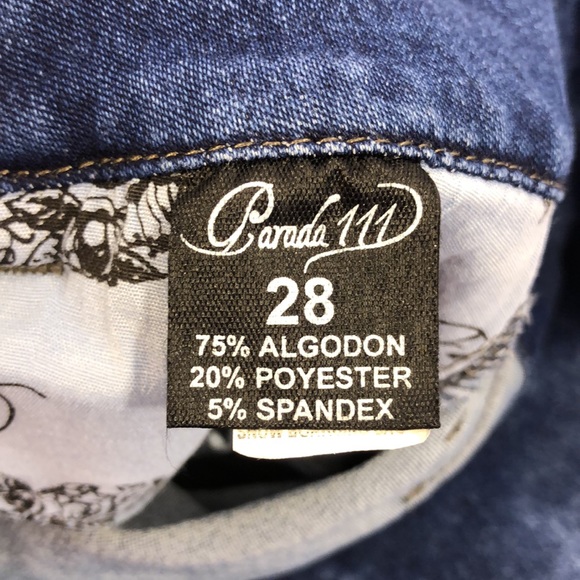 Parada 111
28
75% ALGODON
20% POYESTER
5% SPANDEX